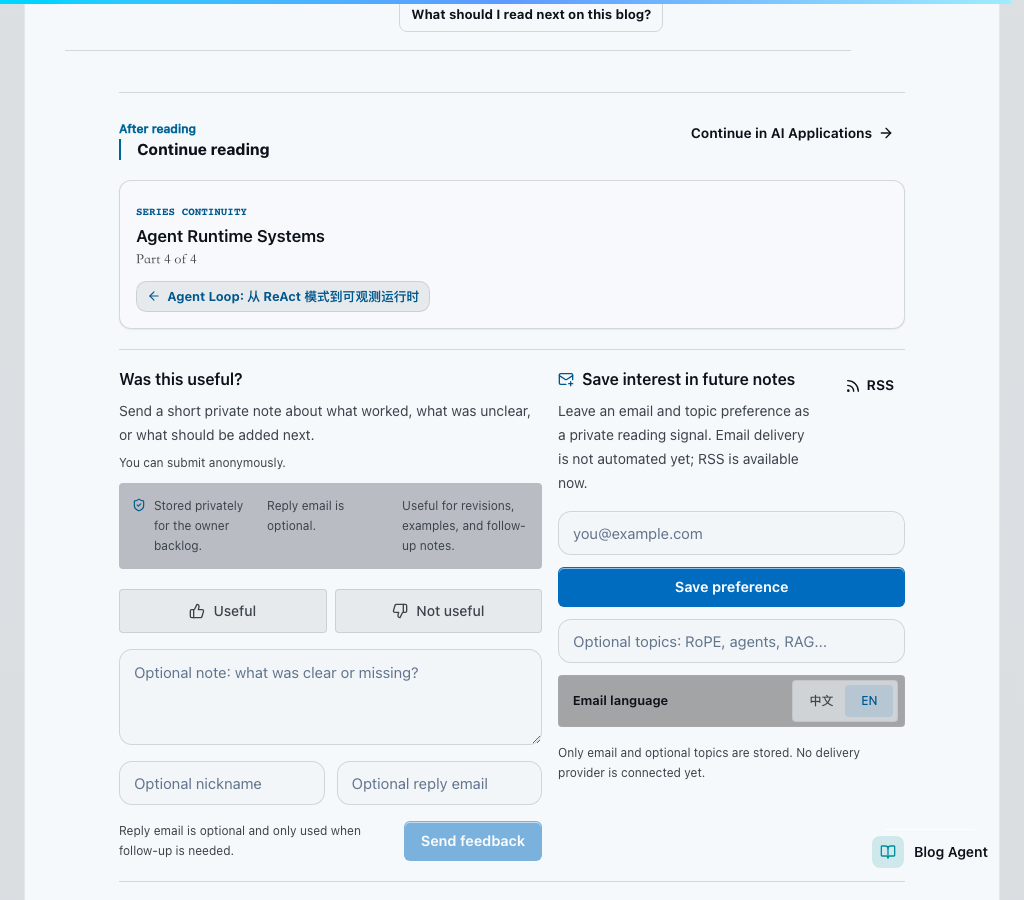 What should I read next on this blog?
After reading
Continue reading
Continue in AI Applications →
SERIES CONTINUITY
Agent Runtime Systems
Part 4 of 4
← Agent Loop: 从 ReAct 模式到可观测运行时
Was this useful?
Send a short private note about what worked, what was unclear,
or what should be added next.
You can submit anonymously.
Stored privately
for the owner
backlog.
Reply email is
optional.
Useful for revisions,
examples, and follow-
up notes.
Useful
Not useful
Optional note: what was clear or missing?
Optional nickname
Optional reply email
Reply email is optional and only used when
follow-up is needed.
Send feedback
Save interest in future notes
RSS
Leave an email and topic preference as
a private reading signal. Email delivery
is not automated yet; RSS is available
now.
you@example.com
Save preference
Optional topics: RoPE, agents, RAG...
Email language
中文
EN
Only email and optional topics are stored. No delivery
provider is connected yet.
Blog Agent